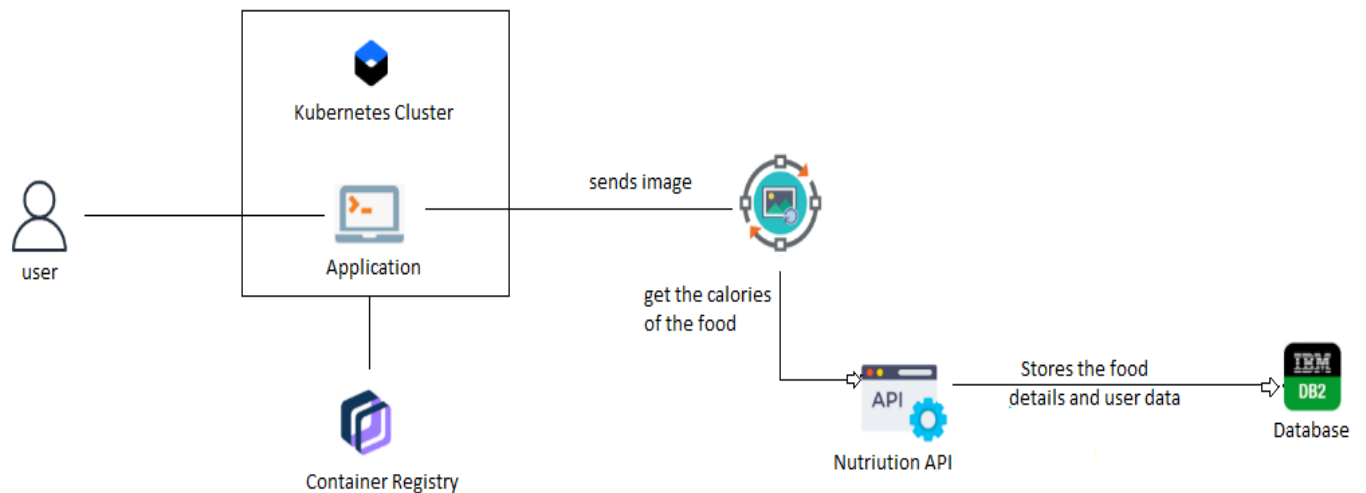 Kubernetes Cluster
sends image
user
Application
get the calories
of the food
API
Stores the food
details and user data
IBM
DB2
Database
Nutriution API
Container Registry